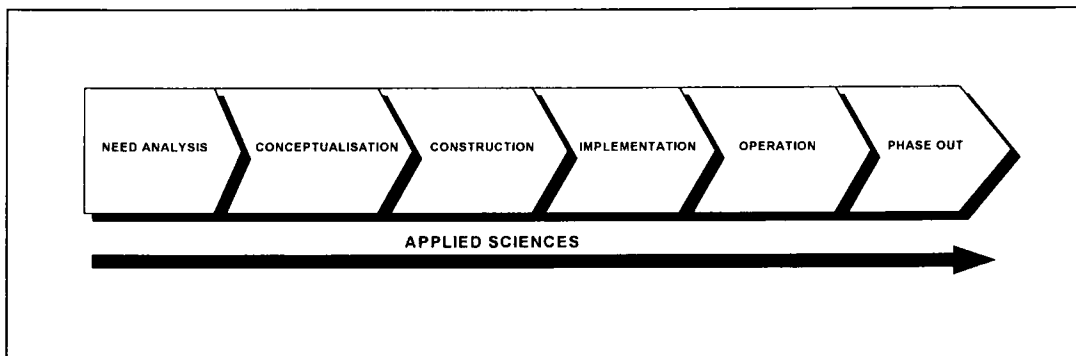 NEED ANALYSIS CONCEPTUALISATION CONSTRUCTION IMPLEMENTATION OPERATION PHASE OUT
APPLIED SCIENCES